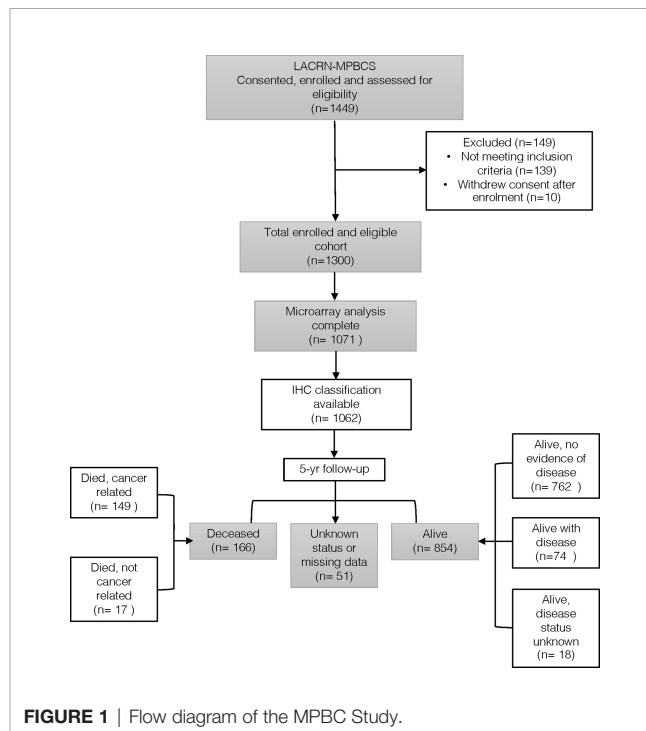 LACRN-MPBCS
Consented, enrolled and assessed for
eligibility
(n=1449)
Excluded (n=149)
• Not meeting inclusion
criteria (n=139)
• Withdrew consent after
enrolment (n=10)
Total enrolled and eligible
cohort
(n=1300)
Microarray analysis
complete
(n= 1071 )
IHC classification
available
(n= 1062)
5-yr follow-up
Died, cancer
related
(n= 149 )
Died, not
cancer
related
(n= 17 )
Deceased
(n= 166)
Unknown
status or
missing data
(n= 51)
Alive
(n= 854)
Alive, no
evidence of
disease
(n= 762 )
Alive with
disease
(n=74 )
Alive,
disease
status
unknown
(n= 18)
FIGURE 1 | Flow diagram of the MPBC Study.